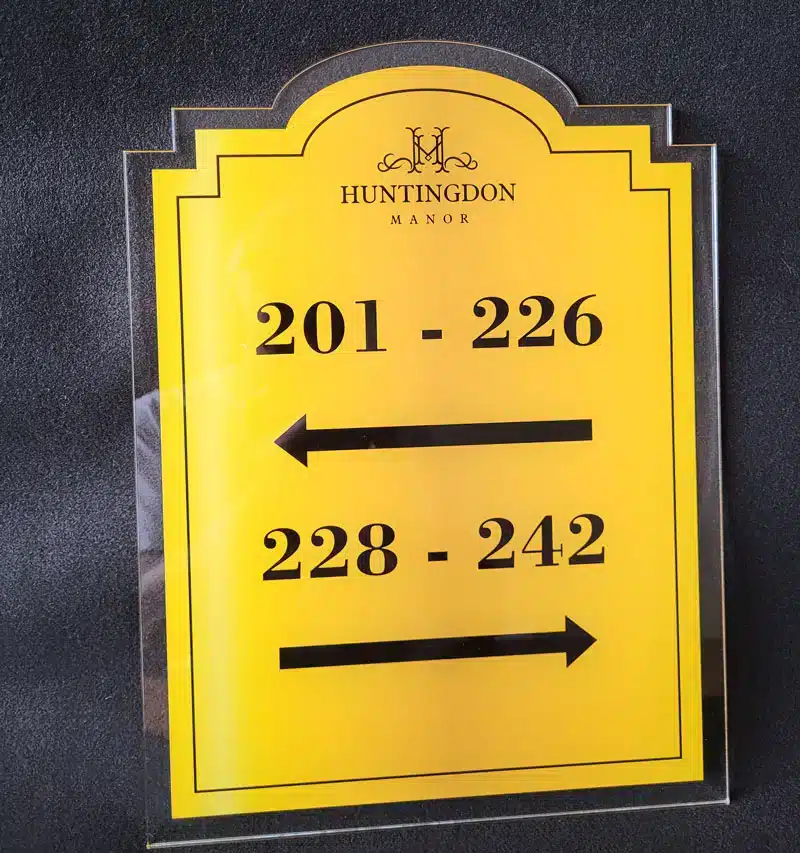 H
HUNTINGDON
MANOR
201 - 226
228 - 242